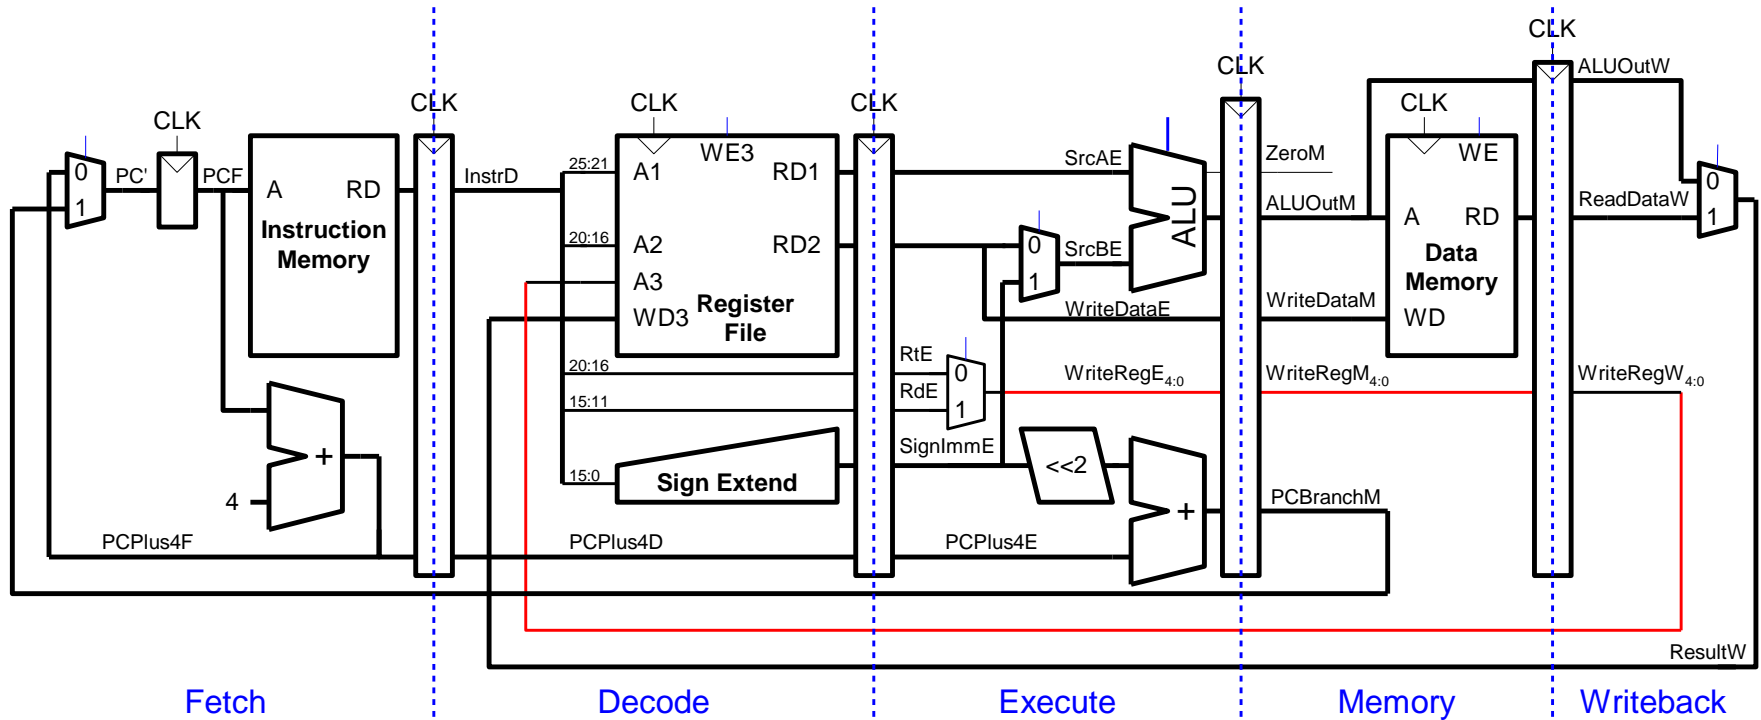 CLK
CLK
CLK
CLK
CLK
CLK
CLK
ALUOutW
0
1
PC'
PCF
A
RD
Instruction
Memory
InstrD
25:21
20:16
A1
A2
A3
WD3
WE3
RD1
RD2
Register
File
SrcAE
0
1
SrcBE
ALU
WriteDataE
ZeroM
ALUOutM
WriteDataM
A
RD
WE
Data
Memory
WD
ReadDataW
0
1
20:16
15:11
15:0
RtE
RdE
0
1
WriteRegE4:0
WriteRegM4:0
WriteRegW4:0
SignImmE
Sign Extend
<<2
+
4
+
PCBranchM
PCPlus4F
PCPlus4D
PCPlus4E
ResultW
Fetch
Decode
Execute
Memory
Writeback